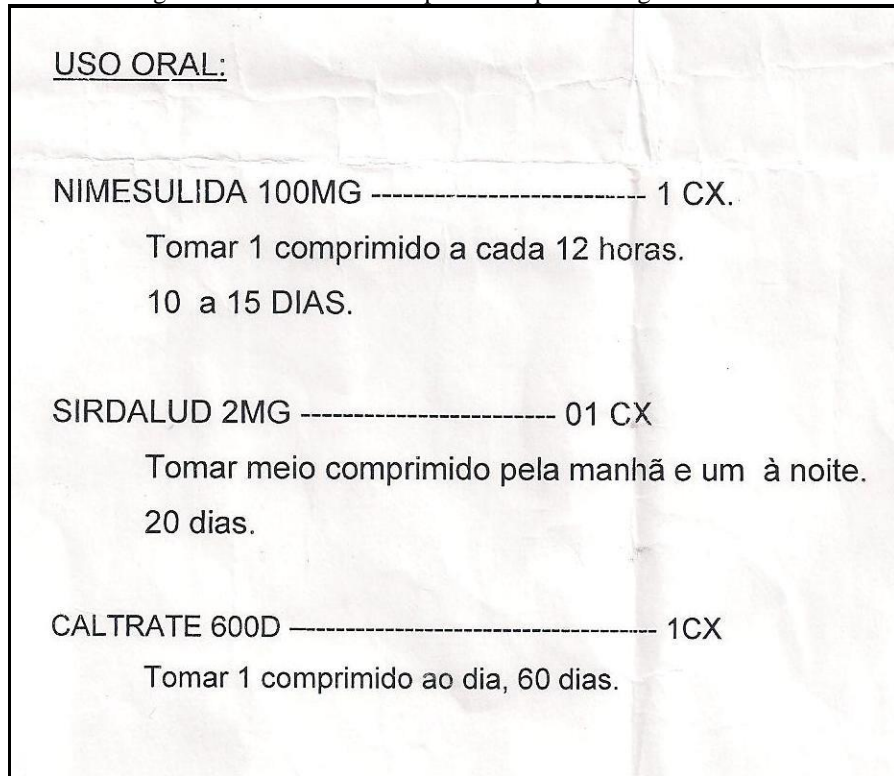 USO ORAL:
NIMESULIDA 100MG -------------------------- 1 CX.
Tomar 1 comprimido a cada 12 horas.
10 a 15 DIAS.
SIRDALUD 2MG ------------------------ 01 CX
Tomar meio comprimido pela manhã e um à noite.
20 dias.
CALTRATE 600D ----------------------------------- 1CX
Tomar 1 comprimido ao dia, 60 dias.